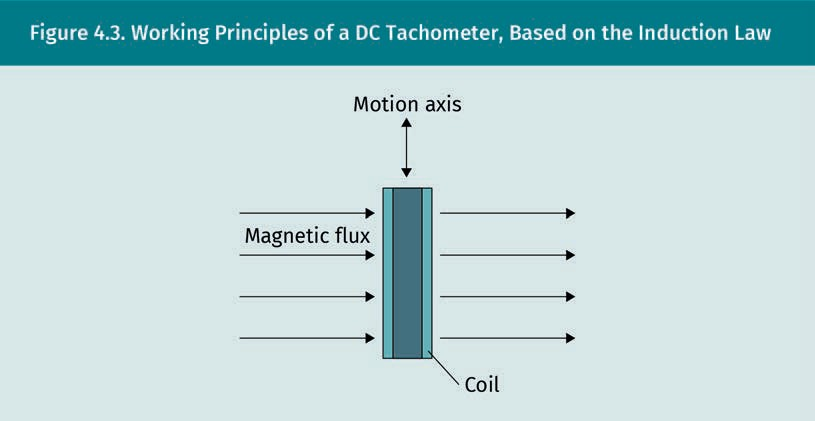 Figure 4.3. Working Principles of a DC Tachometer, Based on the Induction Law
Motion axis
Magnetic flux
Coil